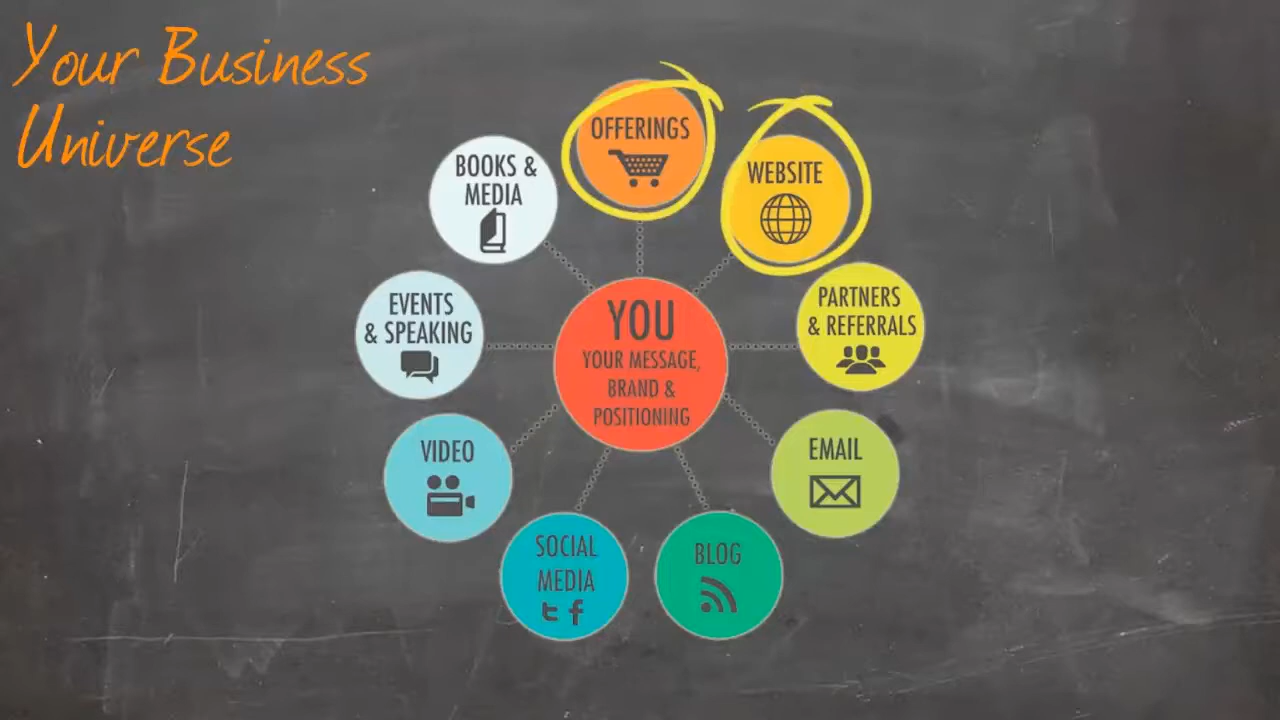 Your Business
Universe
OFFERINGS
WEBSITE
BOOKS &
MEDIA
PARTNERS
& REFERRALS
EVENTS
& SPEAKING
YOU
YOUR MESSAGE,
BRAND &
POSITIONING
VIDEO
EMAIL
SOCIAL
MEDIA
BLOG